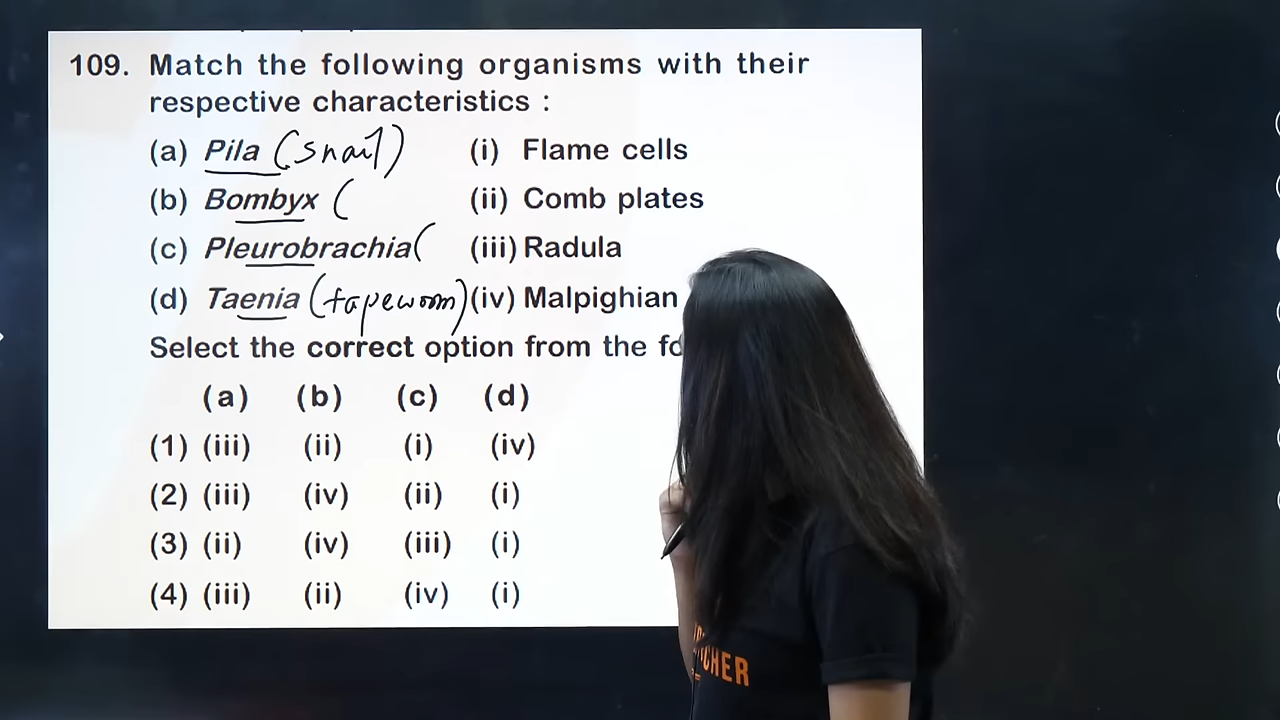 109. Match the following organisms with their
respective characteristics :
(a) Pila (snail) (i) Flame cells
(b) Bombyx ( (ii) Comb plates
(c) Pleurobrachia( (iii) Radula
(d) Taenia (tapeworm) (iv) Malpighian
Select the correct option from the
(a) (b) (c) (d)
(1) (iii) (ii) (i) (iv)
(2) (iii) (iv) (ii) (i)
(3) (ii) (iv) (iii) (i)
(4) (iii) (ii) (iv) (i)